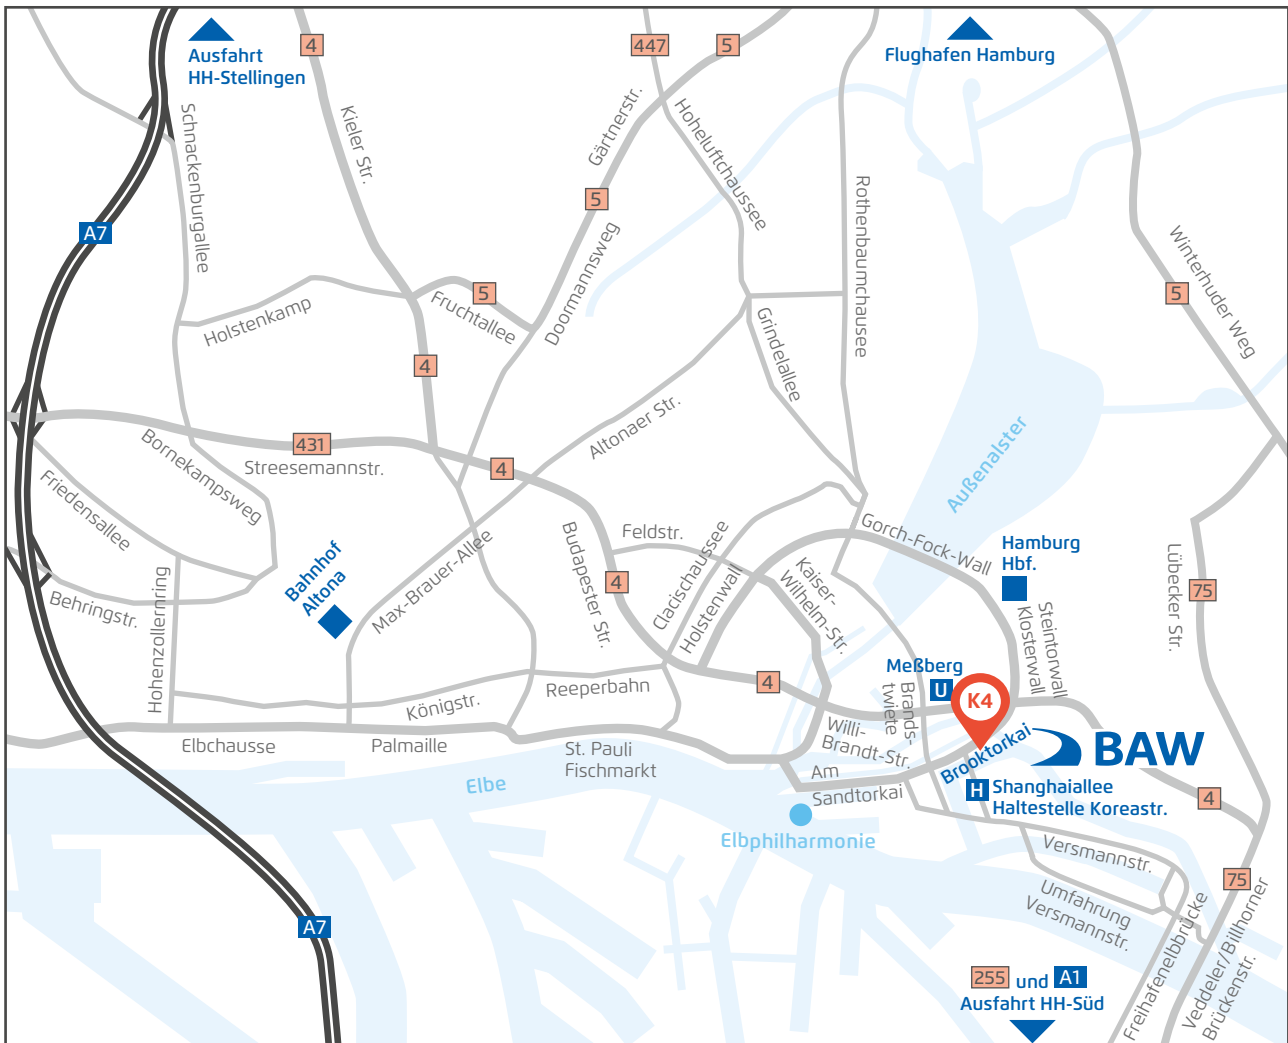 Ausfahrt
HH-Stellingen
4
447
5
Flughafen Hamburg
Schnackenburgallee
Kieler Str.
Gärtnerstr.
Hoheluftchaussee
Rothenbaumchausee
A7
5
Doormannsweg
Winterhuder Weg
5
Holstenkamp
5
Fruchtallee
Grindelallee
4
Altonaer Str.
Bornekampsweg
431
Streesemannstr.
4
Außenalster
Friedensallee
Feldstr.
Gorch-Fock-Wall
Hamburg
Hbf.
Bahnhof
Altona
Max-Brauer-Allee
Budapester Str.
4
Clacischaussee
Holstenwall
Kaiser-
Wilhelm-Str.
Lübecker Str.
75
Behringstr.
Hohenzollernring
Klosterwall
Steintorwall
Meßberg
U
K4
4
Brands-
twiete
Reeperbahn
Königstr.
Willi-
Brandt-Str.
Brooktorkai
BAW
Elbchausse
Palmaille
St. Pauli
Fischmarkt
Am
Sandtorkai
H
Shanghaiallee
Haltestelle Koreastr.
4
Elbe
Elbphilharmonie
Versmannstr.
75
Umfahrung
Versmannstr.
A7
Freihafenelbbrücke
Veddeler/Billhorner
Brückenstr.
255 und A1
Ausfahrt HH-Süd